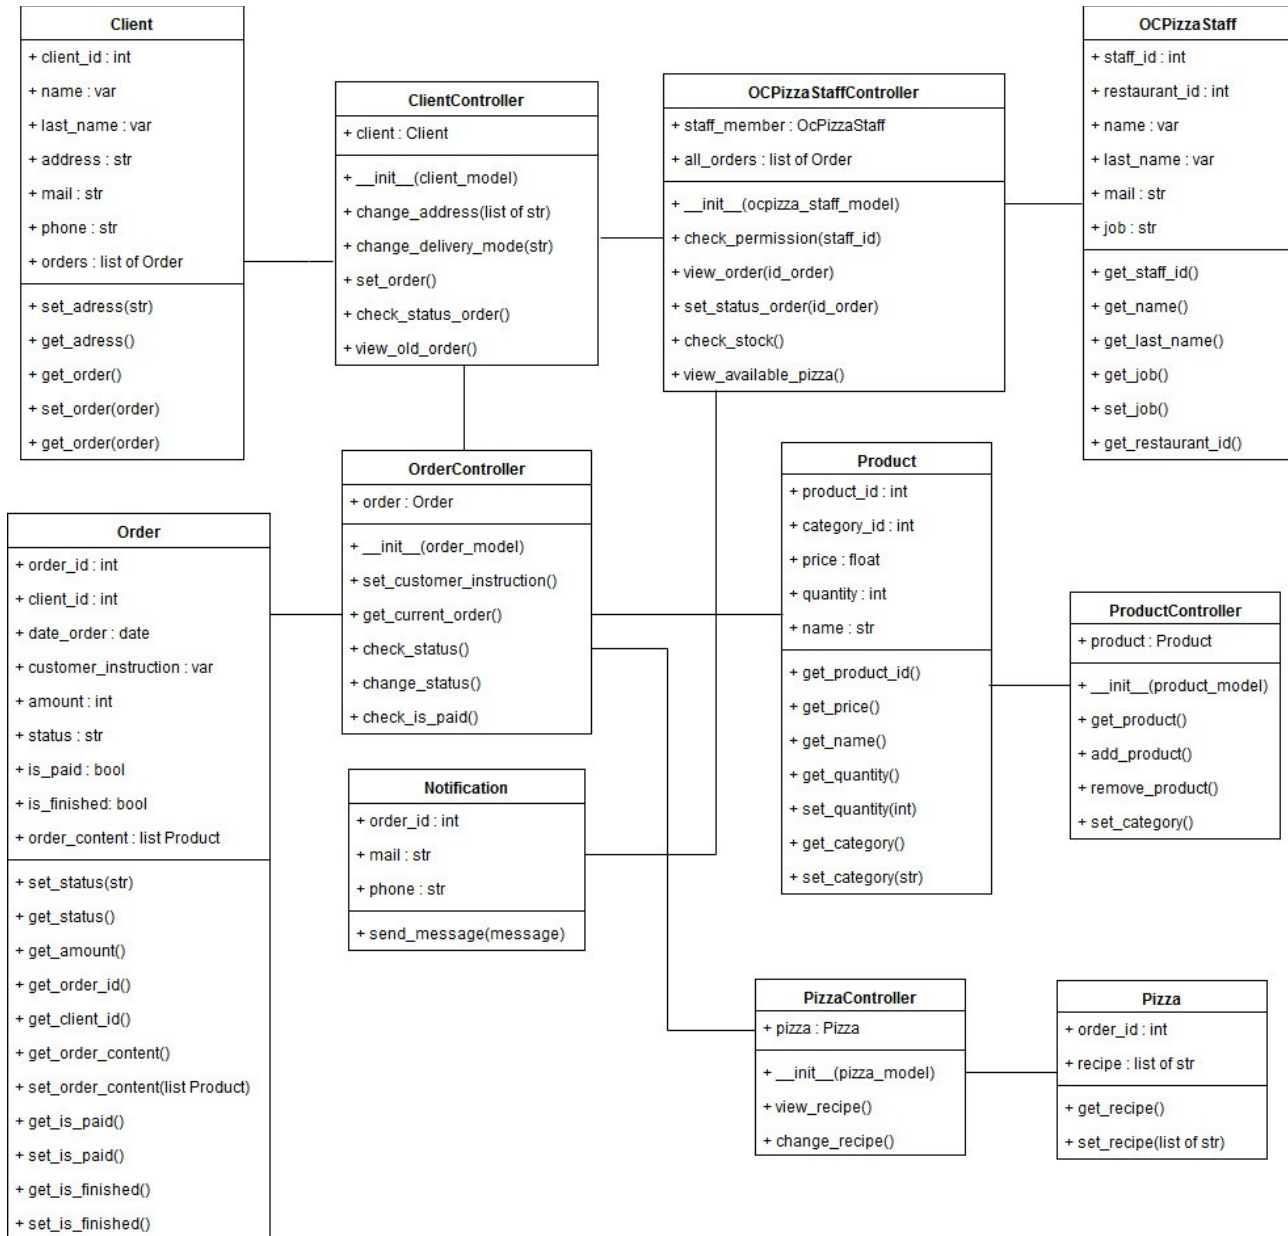 Client
+ client_id : int
+ name : var
+ last_name : var
+ address : str
+ mail : str
+ phone : str
+ orders : list of Order
+ set_adress(str)
+ get_adress()
+ get_order()
+ set_order(order)
+ get_order(order)
ClientController
+ client : Client
+ __init__(client_model)
+ change_address(list of str)
+ change_delivery_mode(str)
+ set_order()
+ check_status_order()
+ view_old_order()
OCPizzaStaffController
+ staff_member : OcPizzaStaff
+ all_orders : list of Order
+ __init__(ocpizza_staff_model)
+ check_permission(staff_id)
+ view_order(id_order)
+ set_status_order(id_order)
+ check_stock()
+ view_available_pizza()
OCPizzaStaff
+ staff_id : int
+ restaurant_id : int
+ name : var
+ last_name : var
+ mail : str
+ job : str
+ get_staff_id()
+ get_name()
+ get_last_name()
+ get_job()
+ set_job()
+ get_restaurant_id()
Order
+ order_id : int
+ client_id : int
+ date_order : date
+ customer_instruction : var
+ amount : int
+ status : str
+ is_paid : bool
+ is_finished: bool
+ order_content : list Product
+ set_status(str)
+ get_status()
+ get_amount()
+ get_order_id()
+ get_client_id()
+ get_order_content()
+ set_order_content(list Product)
+ get_is_paid()
+ set_is_paid()
+ get_is_finished()
+ set_is_finished()
OrderController
+ order : Order
+ __init__(order_model)
+ set_customer_instruction()
+ get_current_order()
+ check_status()
+ change_status()
+ check_is_paid()
Product
+ product_id : int
+ category_id : int
+ price : float
+ quantity : int
+ name : str
+ get_product_id()
+ get_price()
+ get_name()
+ get_quantity()
+ set_quantity(int)
+ get_category()
+ set_category(str)
ProductController
+ product : Product
+ __init__(product_model)
+ get_product()
+ add_product()
+ remove_product()
+ set_category()
Notification
+ order_id : int
+ mail : str
+ phone : str
+ send_message(message)
PizzaController
+ pizza : Pizza
+ __init__(pizza_model)
+ view_recipe()
+ change_recipe()
Pizza
+ order_id : int
+ recipe : list of str
+ get_recipe()
+ set_recipe(list of str)